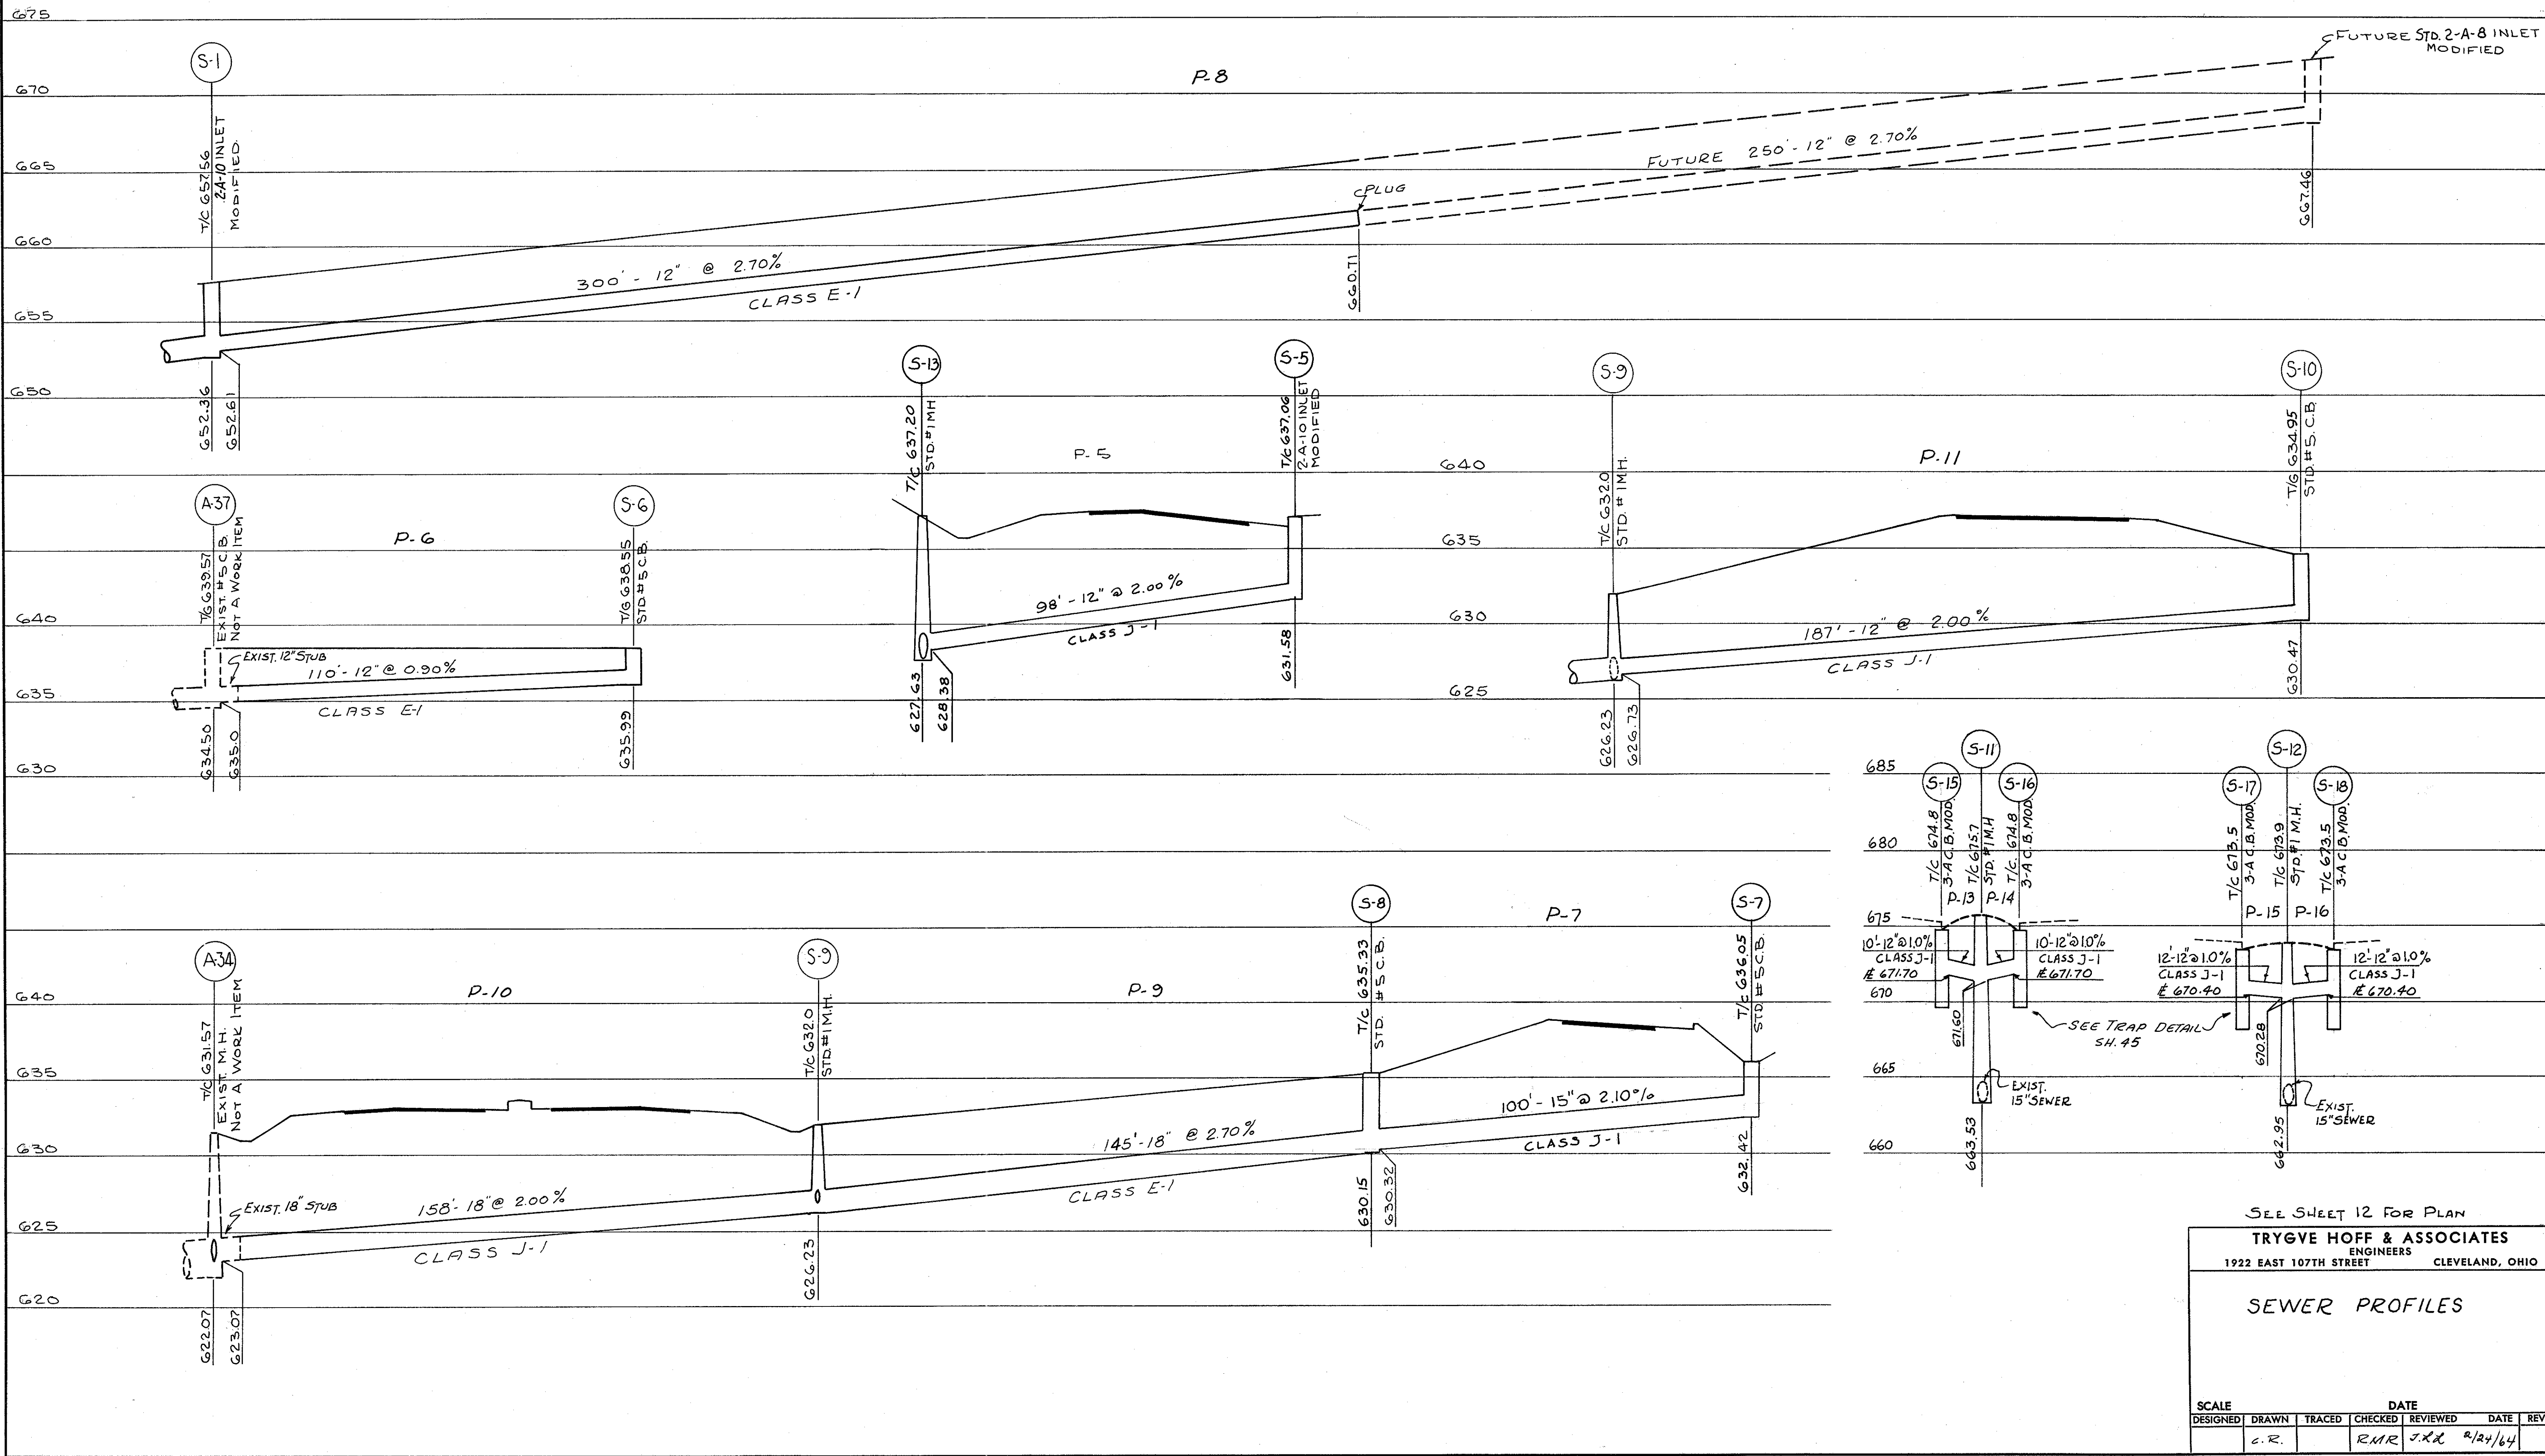 675
670
665
660
655
650
S-1
T/C 657.56
2-A-10 INLET
MODIFIED.
652.36
652.61
P-8
300' - 12" @ 2.70%
CLASS E-1
PLUG
660.71
FUTURE 250' - 12" @ 2.70%
FUTURE STD. 2-A-8 INLET
MODIFIED
667.46
A-37
T/G 639.57
EXIST. #5 C.B.
NOT A WORK ITEM
P-6
S-6
T/G 638.55
STD #5 C.B.
640
635
630
EXIST. 12" STUB
110' - 12" @ 0.90%
CLASS E-1
634.50
635.0
635.99
S-13
T/C 637.20
STD. #1 MH
P-5
S-5
T/C 637.06
2-A-10 INLET
MODIFIED
98' - 12" @ 2.00%
CLASS J-1
627.63
628.38
631.58
640
635
630
625
S-9
T/C 632.0
STD. #1 M.H.
P-11
S-10
T/G 634.95
STD. #5. C.B.
187' - 12" @ 2.00%
CLASS J-1
626.23
626.73
630.47
A-34
T/C 631.57
EXIST. M.H.
NOT A WORK ITEM
P-10
S-9
T/C 632.0
STD. #1 M.H.
P-9
S-8
T/C 635.33
STD. #5 C.B.
P-7
S-7
T/C 636.05
STD #5 C.B.
640
635
630
625
620
EXIST. 18" STUB
158' - 18" @ 2.00%
CLASS J-1
145' - 18" @ 2.70%
CLASS E-1
100' - 15" @ 2.10%
CLASS J-1
622.07
623.07
626.23
630.15
630.32
632.42
685
680
675
670
665
660
S-15
S-11
S-16
T/C 674.8
3-A C.B. MOD.
T/C 675.7
STD. #1 M.H
T/C. 674.8
3-A C.B. MOD.
P-13 P-14
10'-12" @ 1.0%
CLASS J-1
℄ 671.70
10'-12" @ 1.0%
CLASS J-1
℄ 671.70
671.60
EXIST.
15" SEWER
663.53
SEE TRAP DETAIL
SH. 45
S-17
S-12
S-18
T/C 673.5
3-A C.B. MOD.
T/C 673.9
STD. #1 M.H.
T/C 673.5
3-A C.B. MOD.
P-15 P-16
12'-12" @ 1.0%
CLASS J-1
℄ 670.40
12'-12" @ 1.0%
CLASS J-1
℄ 670.40
670.28
EXIST.
15" SEWER
662.95
SEE SHEET 12 FOR PLAN
TRYGVE HOFF & ASSOCIATES
ENGINEERS
1922 EAST 107TH STREET CLEVELAND, OHIO
SEWER PROFILES
SCALE DATE
DESIGNED DRAWN TRACED CHECKED REVIEWED DATE REV
C.R. RMR 2/24/64